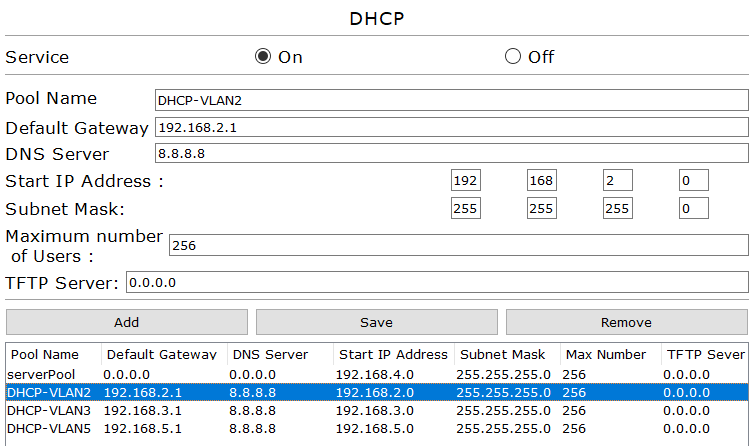 DHCP
Service On Off
Pool Name DHCP-VLAN2
Default Gateway 192.168.2.1
DNS Server 8.8.8.8
Start IP Address : 192 168 2 0
Subnet Mask: 255 255 255 0
Maximum number
of Users : 256
TFTP Server: 0.0.0.0
Add Save Remove
Pool Name Default Gateway DNS Server Start IP Address Subnet Mask Max Number TFTP Sever
serverPool 0.0.0.0 0.0.0.0 192.168.4.0 255.255.255.0 256 0.0.0.0
DHCP-VLAN2 192.168.2.1 8.8.8.8 192.168.2.0 255.255.255.0 256 0.0.0.0
DHCP-VLAN3 192.168.3.1 8.8.8.8 192.168.3.0 255.255.255.0 256 0.0.0.0
DHCP-VLAN5 192.168.5.1 8.8.8.8 192.168.5.0 255.255.255.0 256 0.0.0.0